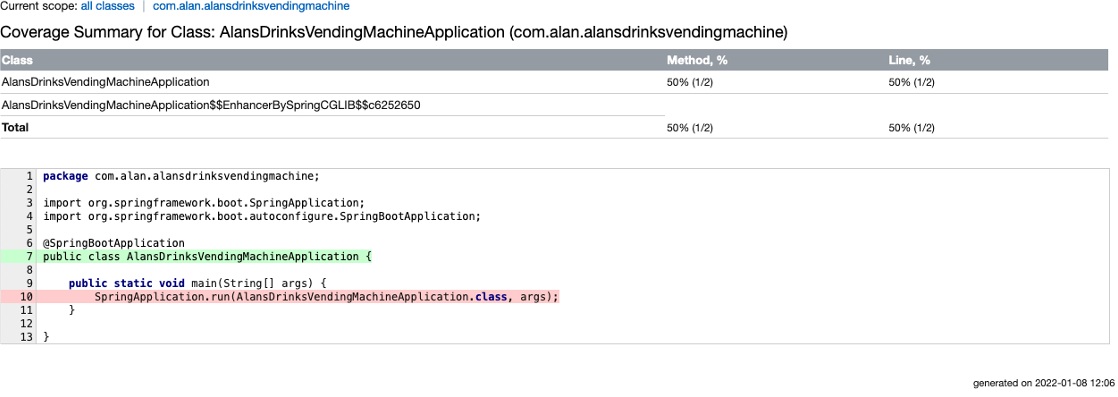 Current scope: all classes | com.alan.alansdrinksvendingmachine
Coverage Summary for Class: AlansDrinksVendingMachineApplication (com.alan.alansdrinksvendingmachine)
Class Method, % Line, %
AlansDrinksVendingMachineApplication 50% (1/2) 50% (1/2)
AlansDrinksVendingMachineApplication$$EnhancerBySpringCGLIB$$c6252650
Total 50% (1/2) 50% (1/2)
1 package com.alan.alansdrinksvendingmachine;
2
3 import org.springframework.boot.SpringApplication;
4 import org.springframework.boot.autoconfigure.SpringBootApplication;
5
6 @SpringBootApplication
7 public class AlansDrinksVendingMachineApplication {
8
9     public static void main(String[] args) {
10         SpringApplication.run(AlansDrinksVendingMachineApplication.class, args);
11     }
12
13 }
generated on 2022-01-08 12:06